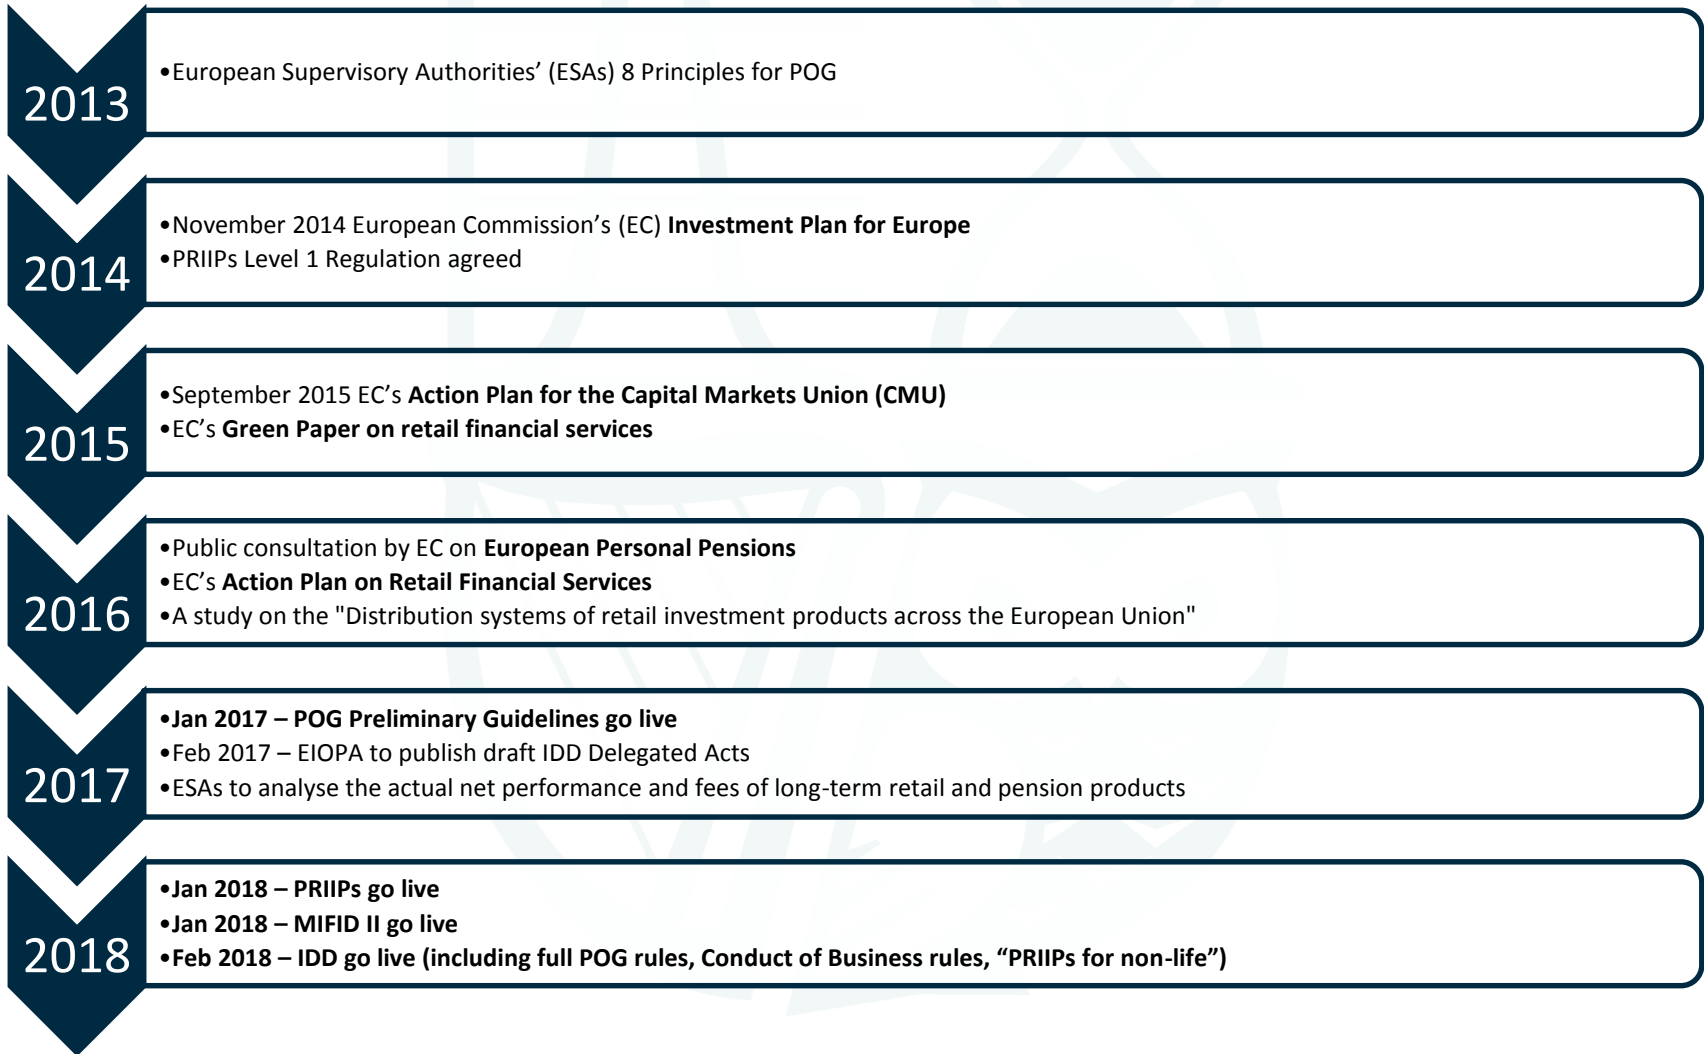 2013
•European Supervisory Authorities’ (ESAs) 8 Principles for POG
2014
•November 2014 European Commission’s (EC) Investment Plan for Europe
•PRIIPs Level 1 Regulation agreed
2015
•September 2015 EC’s Action Plan for the Capital Markets Union (CMU)
•EC’s Green Paper on retail financial services
2016
•Public consultation by EC on European Personal Pensions
•EC’s Action Plan on Retail Financial Services
•A study on the "Distribution systems of retail investment products across the European Union"
2017
•Jan 2017 – POG Preliminary Guidelines go live
•Feb 2017 – EIOPA to publish draft IDD Delegated Acts
•ESAs to analyse the actual net performance and fees of long-term retail and pension products
2018
•Jan 2018 – PRIIPs go live
•Jan 2018 – MIFID II go live
•Feb 2018 – IDD go live (including full POG rules, Conduct of Business rules, “PRIIPs for non-life”)